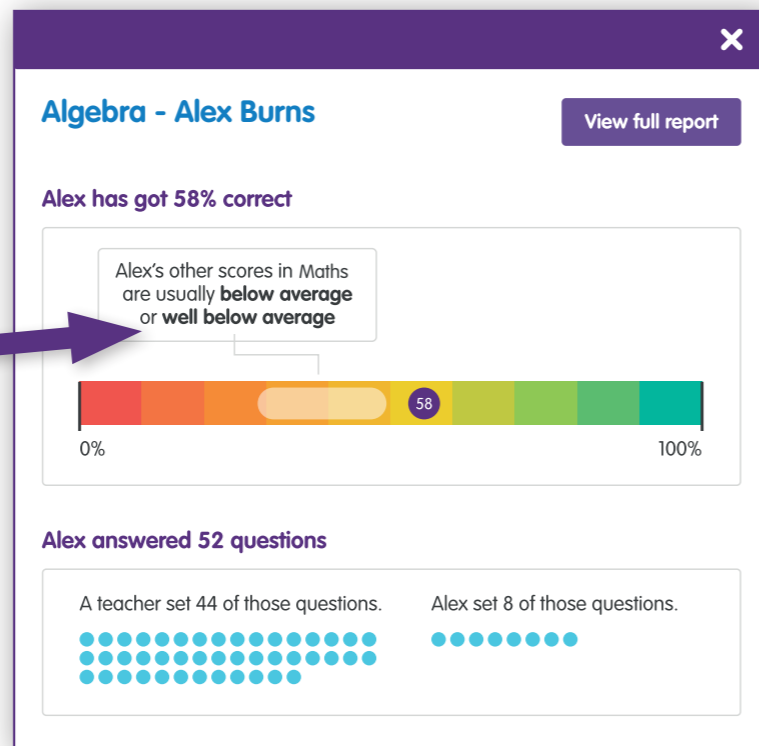 Algebra - Alex Burns
View full report
Alex has got 58% correct
Alex's other scores in Maths
are usually below average
or well below average
58
0%
100%
Alex answered 52 questions
A teacher set 44 of those questions.
Alex set 8 of those questions.